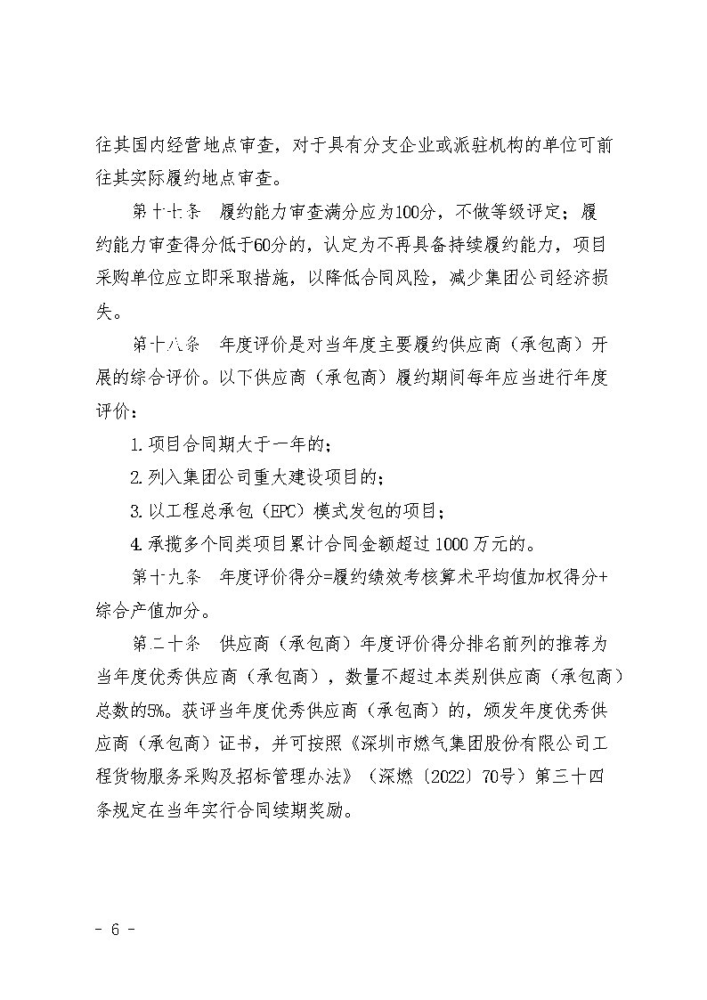 往其国内经营地点审查，对于具有分支企业或派驻机构的单位可前
往其实际履约地点审查。
第十七条　履约能力审查满分应为100分，不做等级评定；履
约能力审查得分低于60分的，认定为不再具备持续履约能力，项目
采购单位应立即采取措施，以降低合同风险，减少集团公司经济损
失。
第十八条　年度评价是对当年度主要履约供应商（承包商）开
展的综合评价。以下供应商（承包商）履约期间每年应当进行年度
评价：
1.项目合同期大于一年的；
2.列入集团公司重大建设项目的；
3.以工程总承包（EPC）模式发包的项目；
4.承揽多个同类项目累计合同金额超过 1000 万元的。
第十九条　年度评价得分=履约绩效考核算术平均值加权得分+
综合产值加分。
第二十条　供应商（承包商）年度评价得分排名前列的推荐为
当年度优秀供应商（承包商），数量不超过本类别供应商（承包商）
总数的5%。获评当年度优秀供应商（承包商）的，颁发年度优秀供
应商（承包商）证书，并可按照《深圳市燃气集团股份有限公司工
程货物服务采购及招标管理办法》（深燃〔2022〕70号）第三十四
条规定在当年实行合同续期奖励。
- 6 -